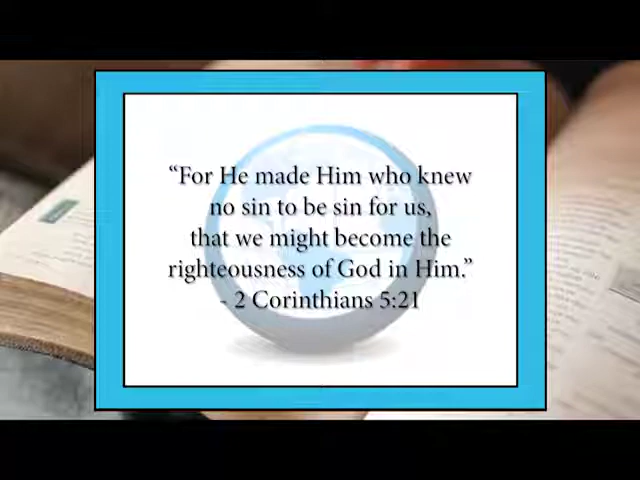 “For He made Him who knew
no sin to be sin for us,
that we might become the
righteousness of God in Him.”
- 2 Corinthians 5:21